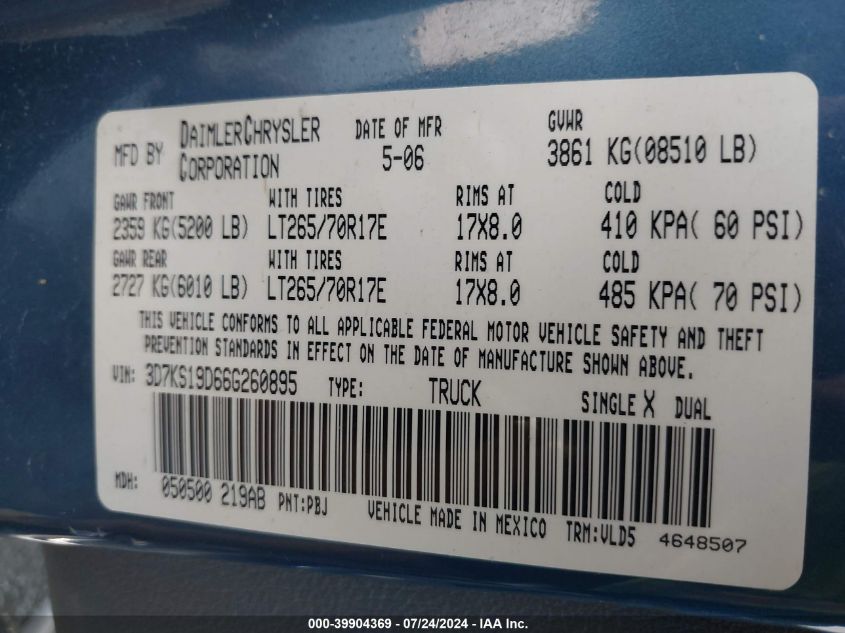 MFD BY DAIMLERCHRYSLER CORPORATION
DATE OF MFR 5-06
GVWR 3861 KG(08510 LB)
GAWR FRONT WITH TIRES RIMS AT COLD
2359 KG(5200 LB) LT265/70R17E 17X8.0 410 KPA( 60 PSI)
GAWR REAR WITH TIRES RIMS AT COLD
2727 KG(6010 LB) LT265/70R17E 17X8.0 485 KPA( 70 PSI)
THIS VEHICLE CONFORMS TO ALL APPLICABLE FEDERAL MOTOR VEHICLE SAFETY AND THEFT
PREVENTION STANDARDS IN EFFECT ON THE DATE OF MANUFACTURE SHOWN ABOVE.
VIN: 3D7KS19D66G260895 TYPE: TRUCK SINGLE X DUAL
MDH: 050500 219AB PNT:PBJ VEHICLE MADE IN MEXICO TRM:VLD5 4648507
000-39904369 - 07/24/2024 - IAA Inc.